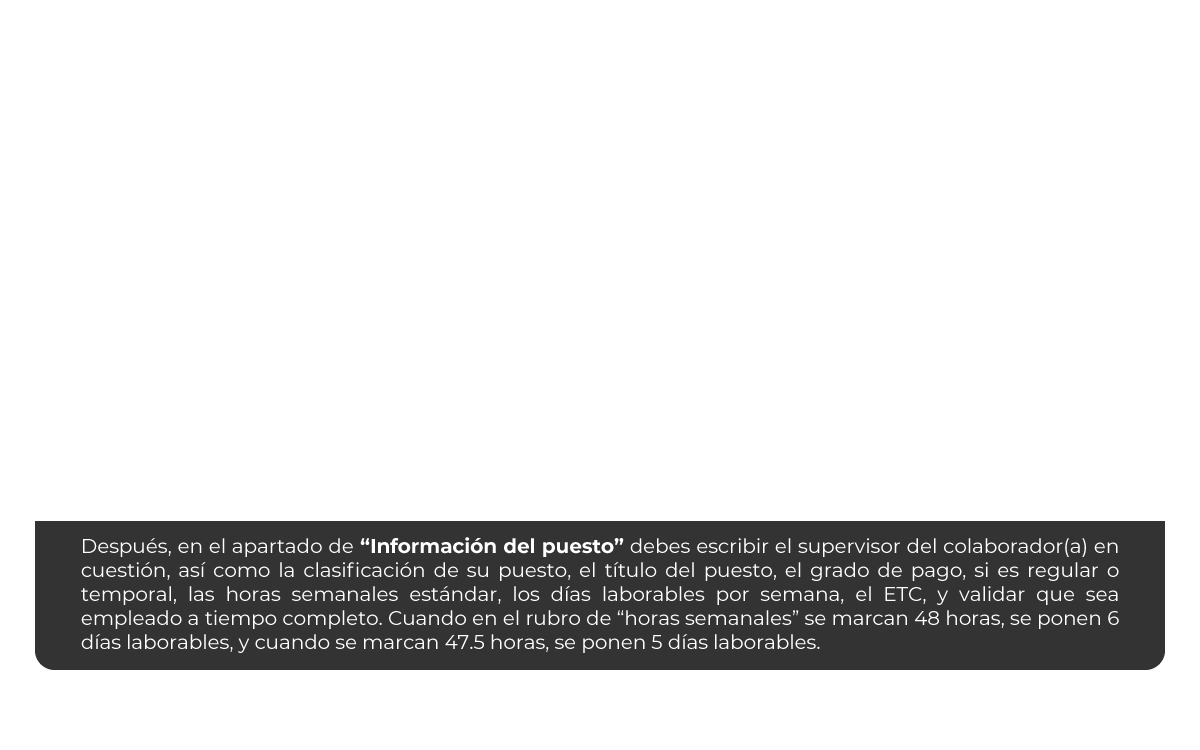 Después, en el apartado de “Información del puesto” debes escribir el supervisor del colaborador(a) en
cuestión, así como la clasificación de su puesto, el título del puesto, el grado de pago, si es regular o
temporal, las horas semanales estándar, los días laborables por semana, el ETC, y validar que sea
empleado a tiempo completo. Cuando en el rubro de “horas semanales” se marcan 48 horas, se ponen 6
días laborables, y cuando se marcan 47.5 horas, se ponen 5 días laborables.